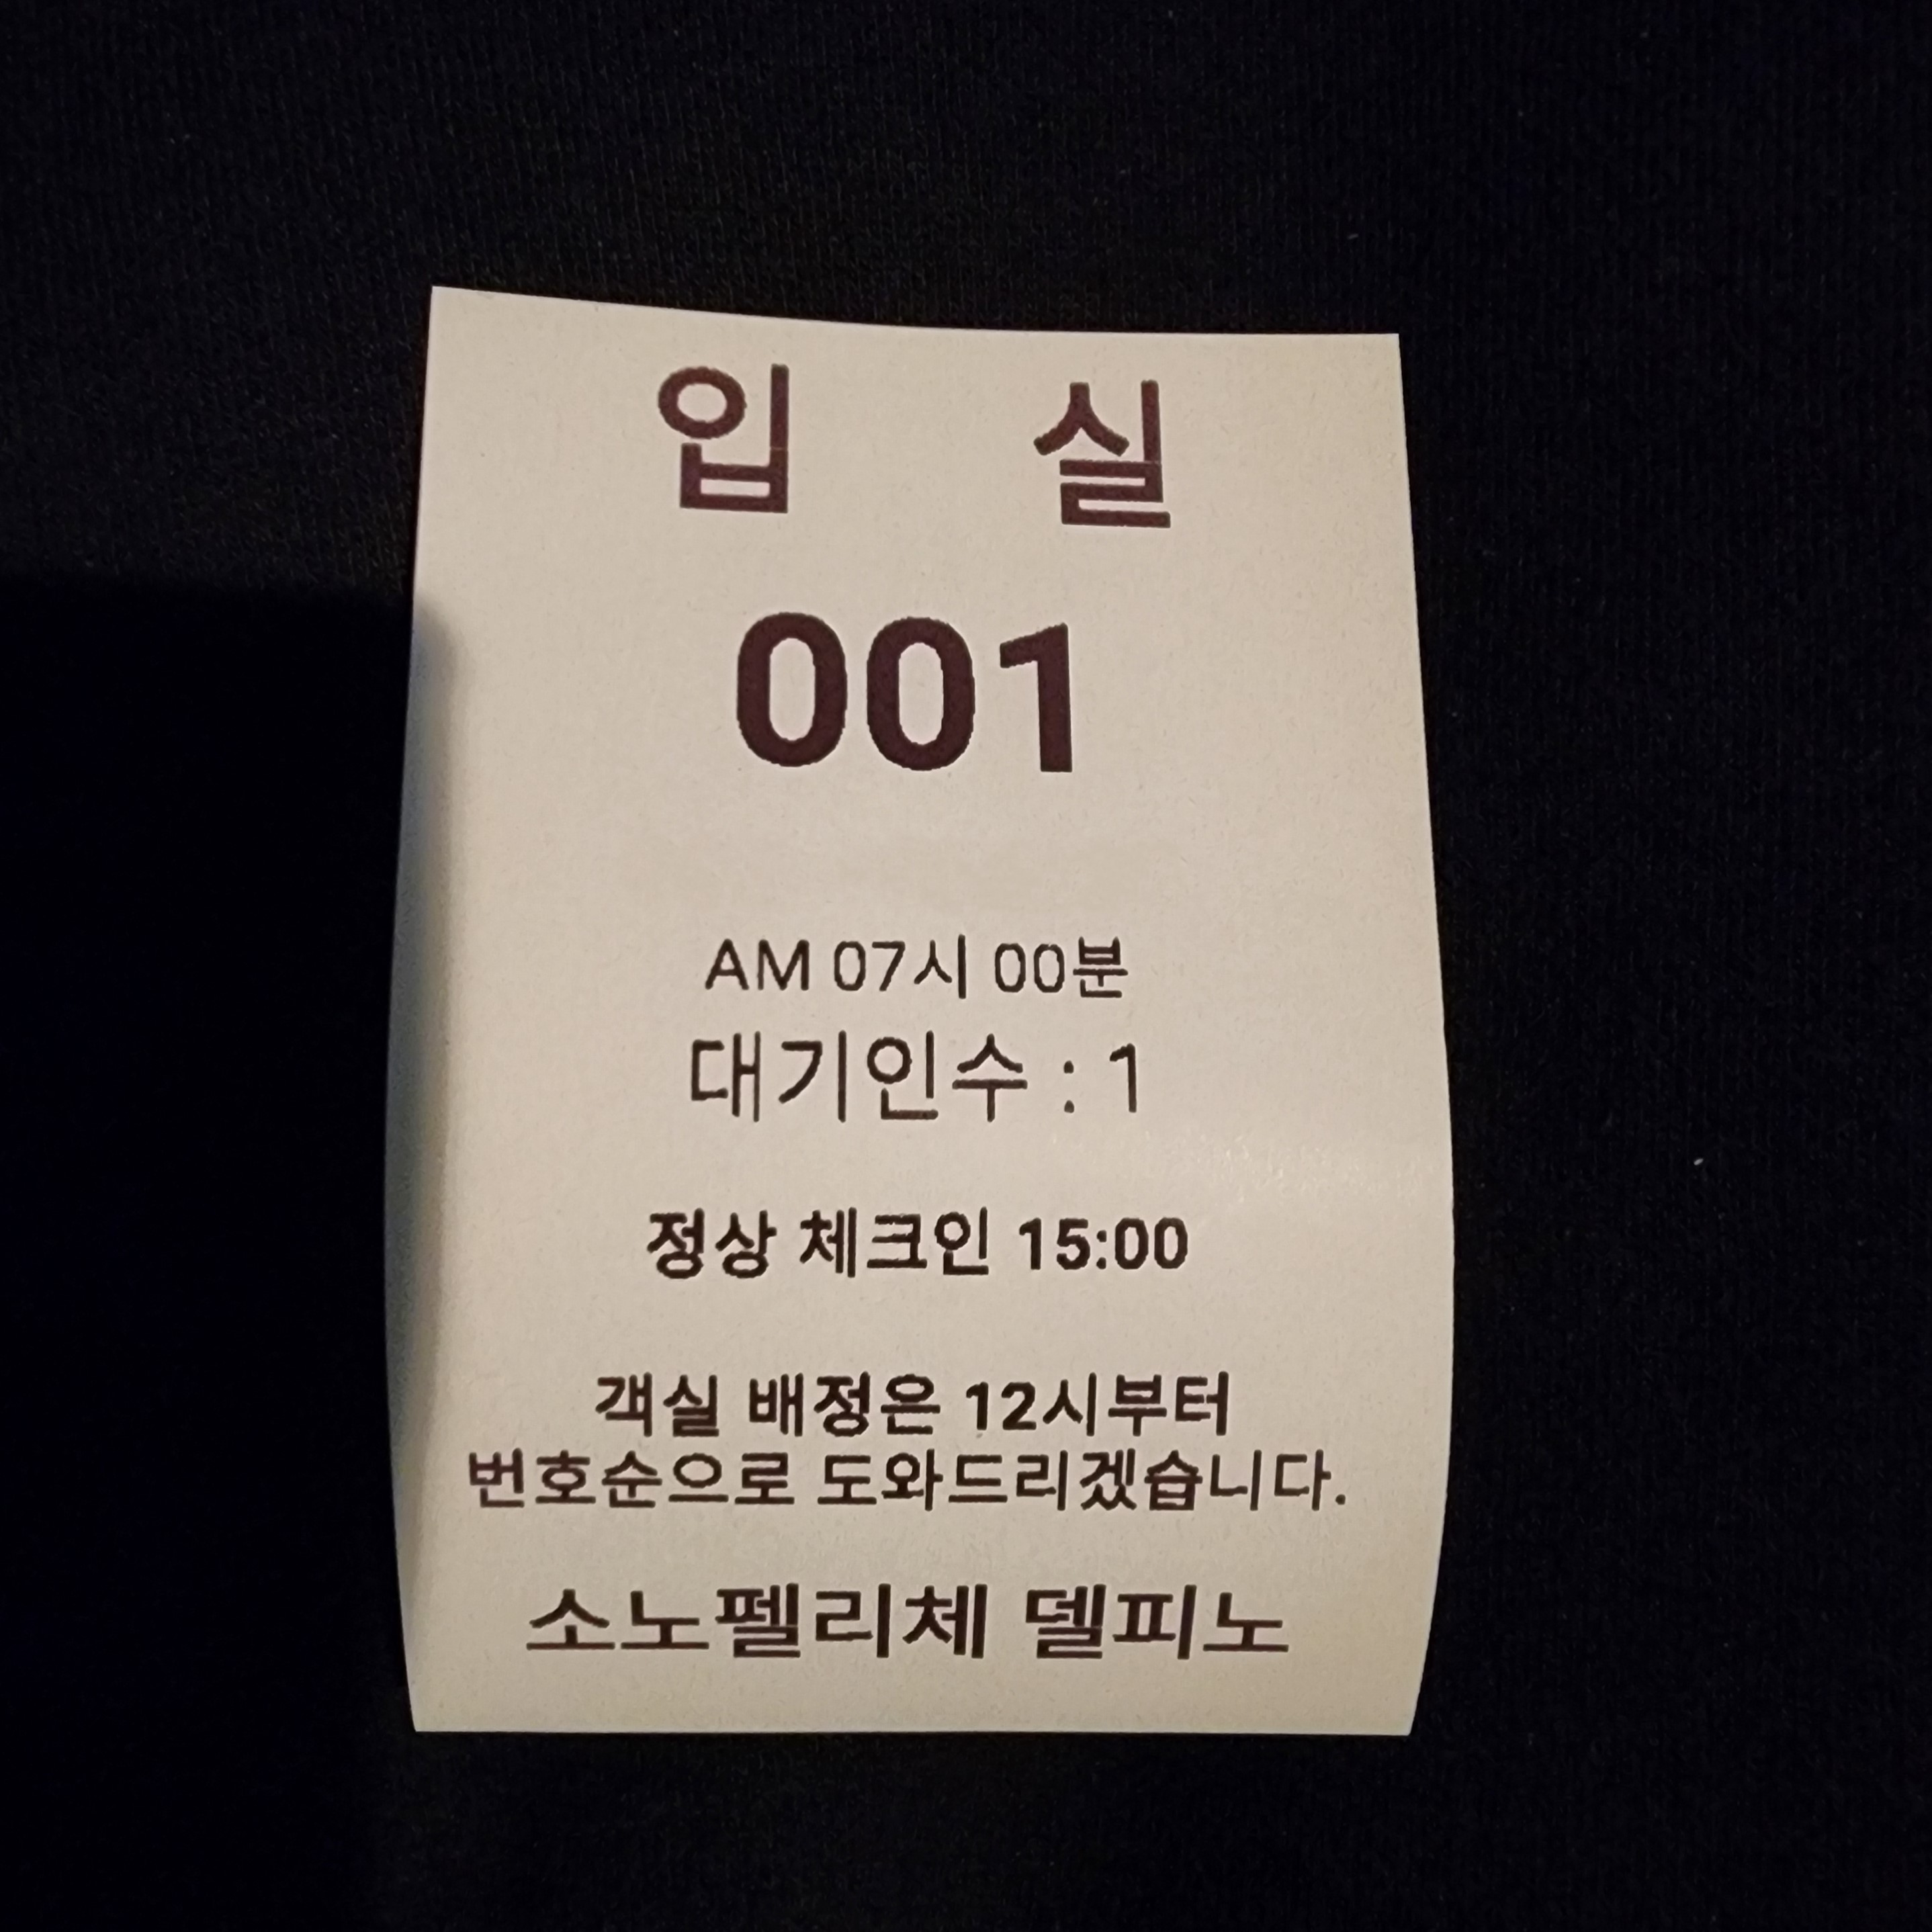 입 실
001
AM 07시 00분
대기인수 : 1
정상 체크인 15:00
객실 배정은 12시부터
번호순으로 도와드리겠습니다.
소노펠리체 델피노